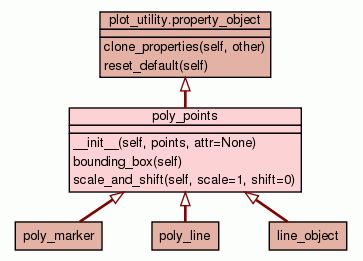 plot_utility.property_object
clone_properties(self, other)
reset_default(self)
poly_points
__init__(self, points, attr=None)
bounding_box(self)
scale_and_shift(self, scale=1, shift=0)
poly_marker
poly_line
line_object